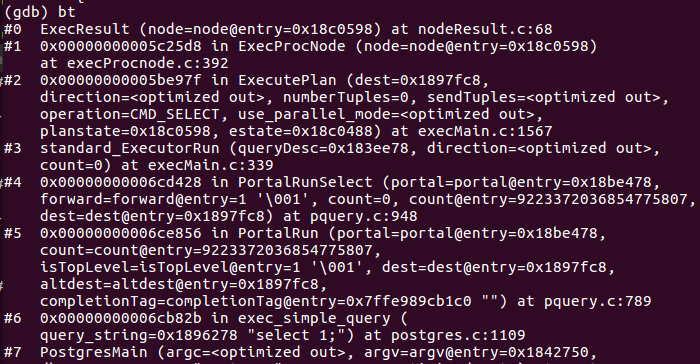 (gdb) bt
#0  ExecResult (node=node@entry=0x18c0598) at nodeResult.c:68
#1  0x00000000005c25d8 in ExecProcNode (node=node@entry=0x18c0598)
    at execProcnode.c:392
#2  0x00000000005be97f in ExecutePlan (dest=0x1897fc8,
    direction=<optimized out>, numberTuples=0, sendTuples=<optimized out>,
    operation=CMD_SELECT, use_parallel_mode=<optimized out>,
    planstate=0x18c0598, estate=0x18c0488) at execMain.c:1567
#3  standard_ExecutorRun (queryDesc=0x183ee78, direction=<optimized out>,
    count=0) at execMain.c:339
#4  0x00000000006cd428 in PortalRunSelect (portal=portal@entry=0x18be478,
    forward=forward@entry=1 '\001', count=0, count@entry=9223372036854775807,
    dest=dest@entry=0x1897fc8) at pquery.c:948
#5  0x00000000006ce856 in PortalRun (portal=portal@entry=0x18be478,
    count=count@entry=9223372036854775807,
    isTopLevel=isTopLevel@entry=1 '\001', dest=dest@entry=0x1897fc8,
    altdest=altdest@entry=0x1897fc8,
    completionTag=completionTag@entry=0x7ffe989cb1c0 "") at pquery.c:789
#6  0x00000000006cb82b in exec_simple_query (
    query_string=0x1896278 "select 1;") at postgres.c:1109
#7  PostgresMain (argc=<optimized out>, argv=argv@entry=0x1842750,